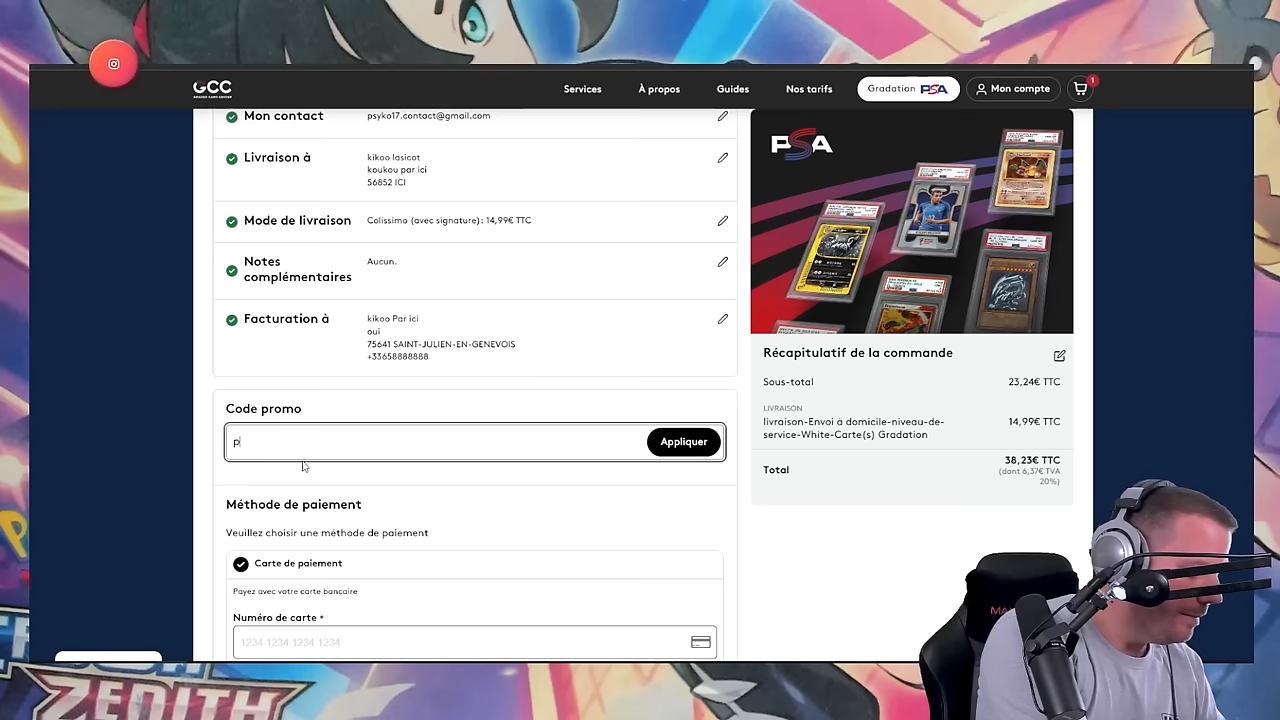 GCC
Services
À propos
Guides
Nos tarifs
Gradation PSA
Mon compte
1
Mon contact
psyko17.contact@gmail.com
Livraison à
kikoo lasicot
koukou par ici
56852 ICI
Mode de livraison
Colissimo (avec signature): 14,99€ TTC
Notes
complémentaires
Aucun.
Facturation à
kikoo Par ici
oui
75641 SAINT-JULIEN-EN-GENEVOIS
+33658888888
Code promo
p
Appliquer
Méthode de paiement
Veuillez choisir une méthode de paiement
Carte de paiement
Payez avec votre carte bancaire
Numéro de carte *
1234 1234 1234 1234
PSA
Récapitulatif de la commande
Sous-total
23,24€ TTC
LIVRAISON
livraison-Envoi à domicile-niveau-de-
service-White-Carte(s) Gradation
14,99€ TTC
Total
38,23€ TTC
(dont 6,37€ TVA
20%)
ZENITH